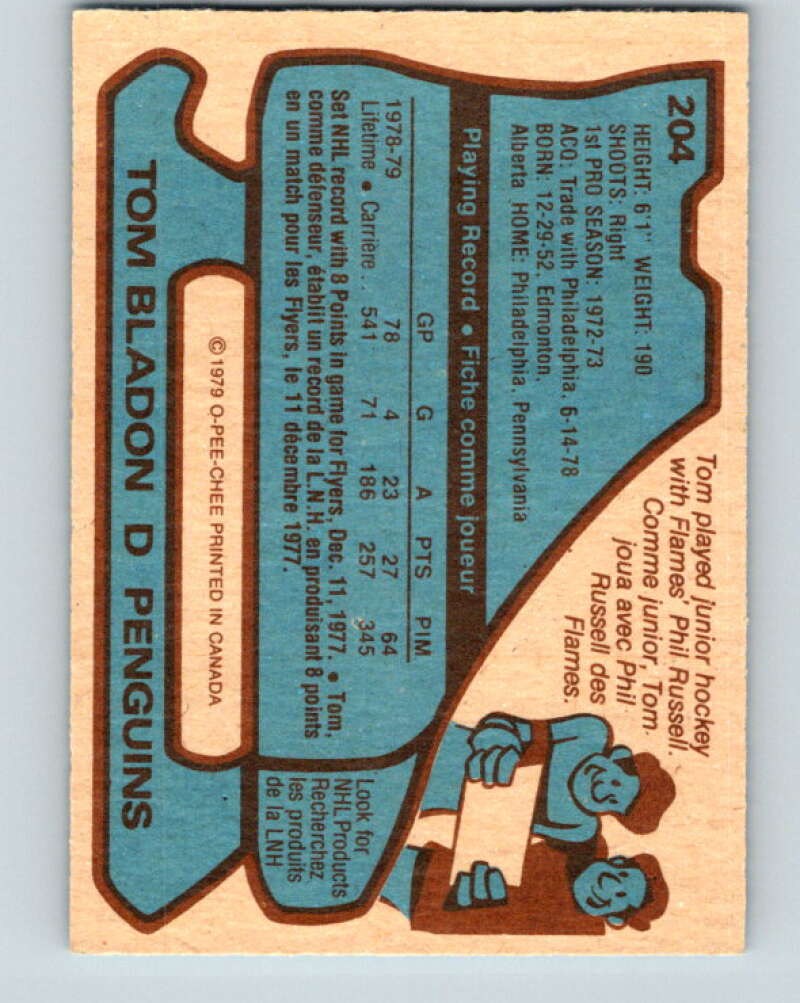 204
HEIGHT: 6'1" WEIGHT: 190
SHOOTS: Right
1st PRO SEASON: 1972-73
ACQ: Trade with Philadelphia, 6-14-78
BORN: 12-29-52, Edmonton,
Alberta HOME: Philadelphia, Pennsylvania
Tom played junior hockey
with Flames' Phil Russell.
Comme junior, Tom
joua avec Phil
Russell des
Flames.
Playing Record • Fiche comme joueur
GP G A PTS PIM
1978-79 78 4 23 27 64
Lifetime • Carrière . . 541 71 186 257 345
Set NHL record with 8 Points in game for Flyers, Dec. 11, 1977. • Tom,
comme défenseur, établit un record de la L.N.H. en produisant 8 points
en un match pour les Flyers, le 11 décembre 1977.
Look for
NHL Products
Recherchez
les produits
de la LNH
©1979 O-PEE-CHEE PRINTED IN CANADA
TOM BLADON D PENGUINS